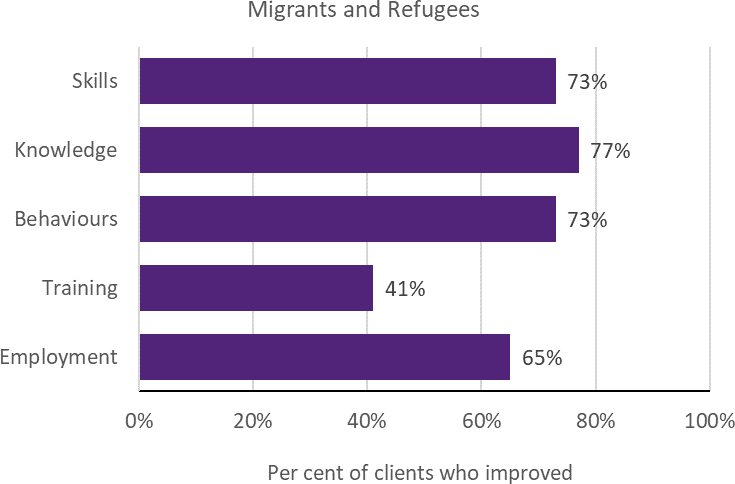 Migrants and Refugees
Skills
73%
Knowledge
77%
Behaviours
73%
Training
41%
Employment
65%
0%
20%
40%
60%
80%
100%
Per cent of clients who improved